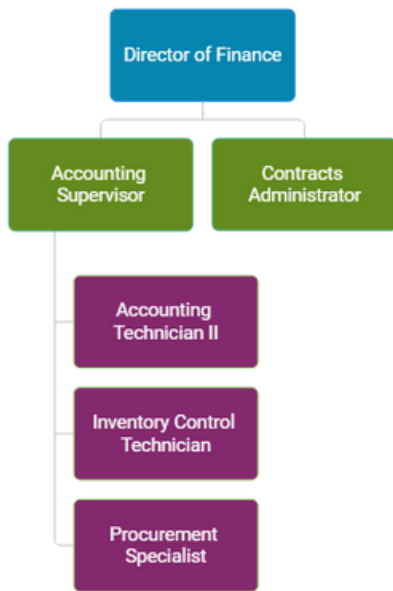 Director of Finance
Accounting
Supervisor
Contracts
Administrator
Accounting
Technician II
Inventory Control
Technician
Procurement
Specialist